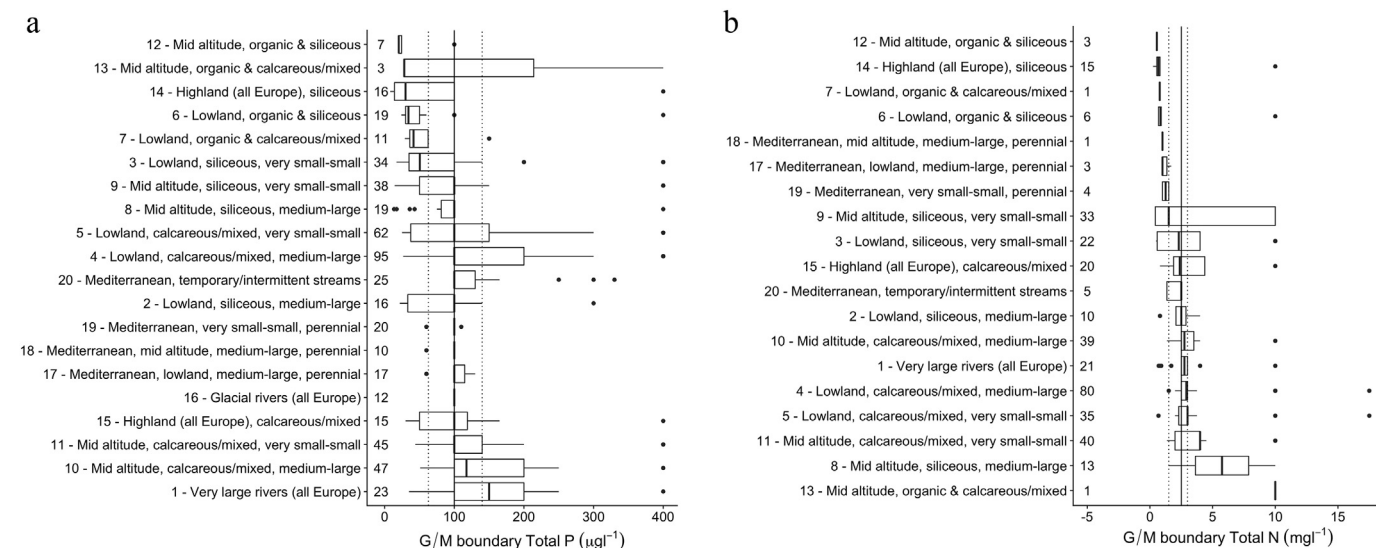 a
12 - Mid altitude, organic & siliceous 7
13 - Mid altitude, organic & calcareous/mixed 3
14 - Highland (all Europe), siliceous 16
6 - Lowland, organic & siliceous 19
7 - Lowland, organic & calcareous/mixed 11
3 - Lowland, siliceous, very small-small 34
9 - Mid altitude, siliceous, very small-small 38
8 - Mid altitude, siliceous, medium-large 19
5 - Lowland, calcareous/mixed, very small-small 62
4 - Lowland, calcareous/mixed, medium-large 95
20 - Mediterranean, temporary/intermittent streams 25
2 - Lowland, siliceous, medium-large 16
19 - Mediterranean, very small-small, perennial 20
18 - Mediterranean, mid altitude, medium-large, perennial 10
17 - Mediterranean, lowland, medium-large, perennial 17
16 - Glacial rivers (all Europe) 12
15 - Highland (all Europe), calcareous/mixed 15
11 - Mid altitude, calcareous/mixed, very small-small 45
10 - Mid altitude, calcareous/mixed, medium-large 47
1 - Very large rivers (all Europe) 23
0 100 200 300 400
G/M boundary Total P (μgl⁻¹)
b
12 - Mid altitude, organic & siliceous 3
14 - Highland (all Europe), siliceous 15
7 - Lowland, organic & calcareous/mixed 1
6 - Lowland, organic & siliceous 6
18 - Mediterranean, mid altitude, medium-large, perennial 1
17 - Mediterranean, lowland, medium-large, perennial 3
19 - Mediterranean, very small-small, perennial 4
9 - Mid altitude, siliceous, very small-small 33
3 - Lowland, siliceous, very small-small 22
15 - Highland (all Europe), calcareous/mixed 20
20 - Mediterranean, temporary/intermittent streams 5
2 - Lowland, siliceous, medium-large 10
10 - Mid altitude, calcareous/mixed, medium-large 39
1 - Very large rivers (all Europe) 21
4 - Lowland, calcareous/mixed, medium-large 80
5 - Lowland, calcareous/mixed, very small-small 35
11 - Mid altitude, calcareous/mixed, very small-small 40
8 - Mid altitude, siliceous, medium-large 13
13 - Mid altitude, organic & calcareous/mixed 1
-5 0 5 10 15
G/M boundary Total N (mgl⁻¹)